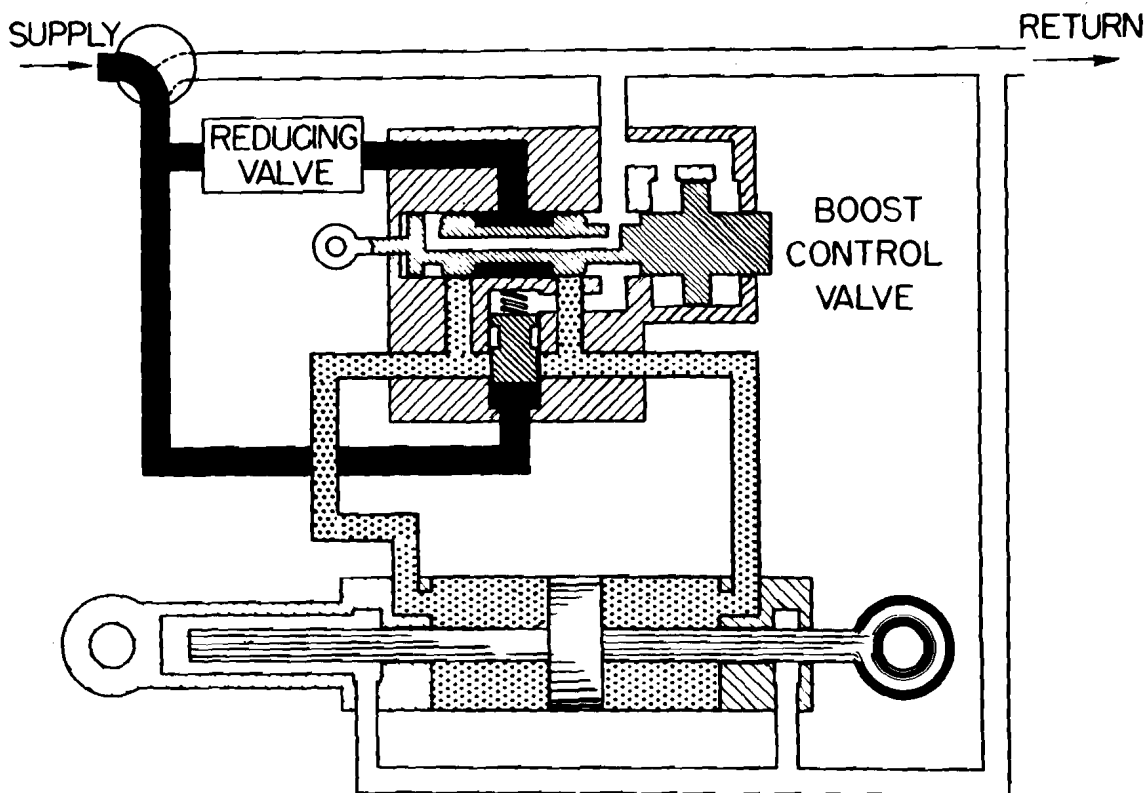 SUPPLY
RETURN
REDUCING
VALVE
BOOST
CONTROL
VALVE